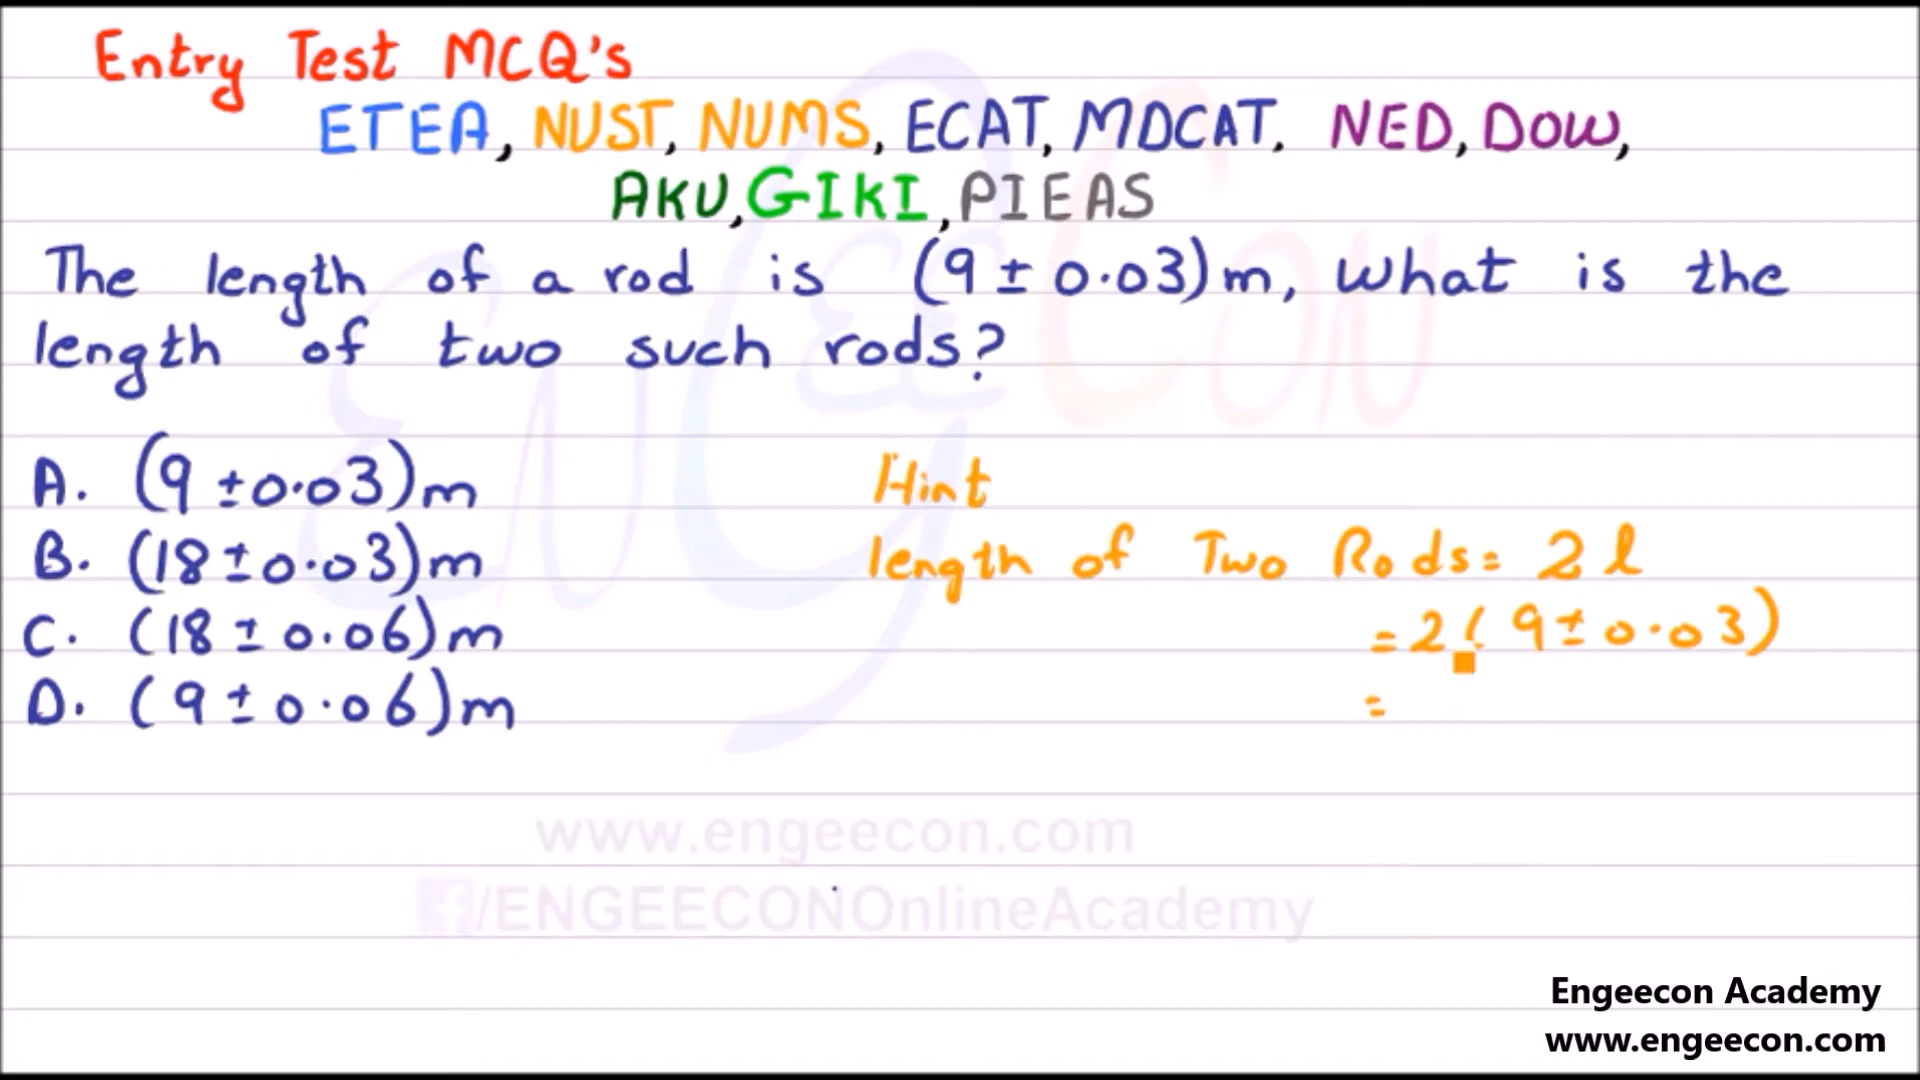 Entry Test MCQ's
ETEA, NUST, NUMS, ECAT, MDCAT. NED, DOW,
AKU, GIKI, PIEAS
The length of a rod is (9 ± 0.03) m, what is the
length of two such rods?
A. (9 ± 0.03) m
B. (18 ± 0.03) m
C. (18 ± 0.06) m
D. (9 ± 0.06) m
Hint
length of Two Rods = 2 l
= 2 ( 9 ± 0.03)
=
ENGEECON
www.engeecon.com
f/ENGEECONOnlineAcademy
Engeecon Academy
www.engeecon.com